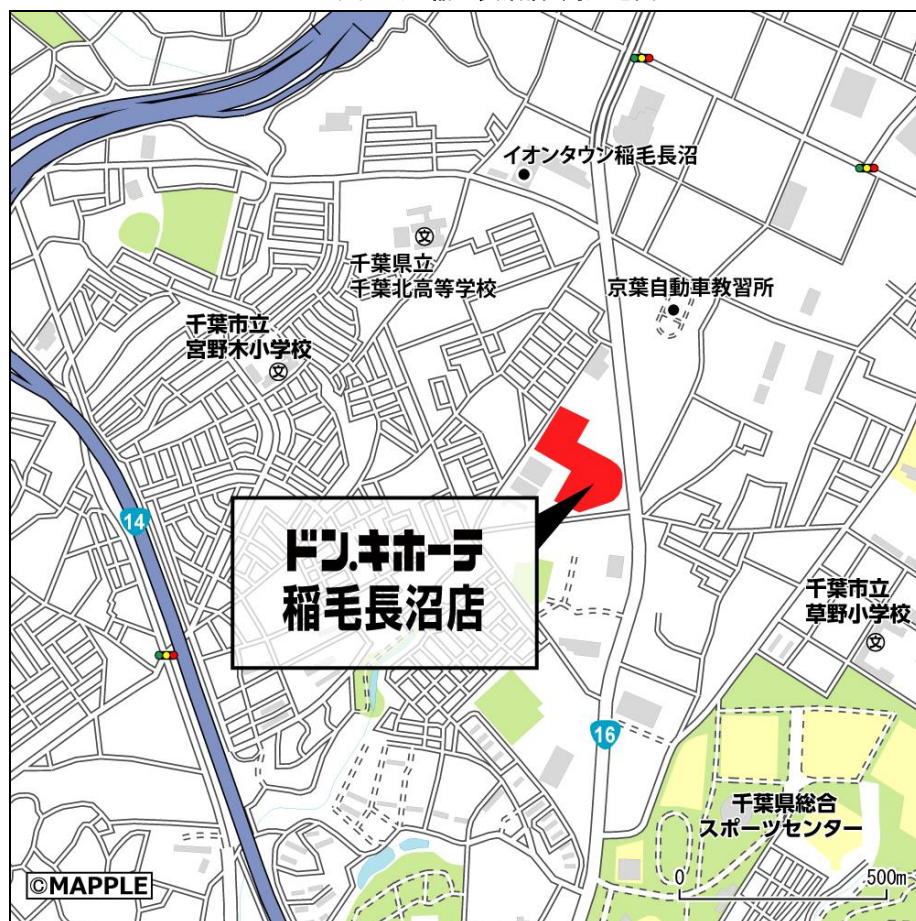 イオンタウン稲毛長沼
千葉県立
千葉北高等学校
京葉自動車教習所
千葉市立
宮野木小学校
14
ドン.キホーテ
稲毛長沼店
千葉市立
草野小学校
16
千葉県総合
スポーツセンター
©MAPPLE
0 500m